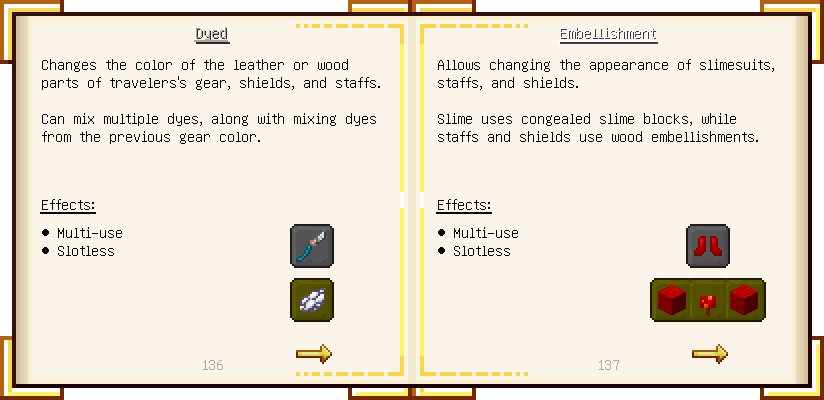 Dyed
Changes the color of the leather or wood
parts of travelers's gear, shields, and staffs.
Can mix multiple dyes, along with mixing dyes
from the previous gear color.
Effects:
● Multi-use
● Slotless
136
Embellishment
Allows changing the appearance of slimesuits,
staffs, and shields.
Slime uses congealed slime blocks, while
staffs and shields use wood embellishments.
Effects:
● Multi-use
● Slotless
137